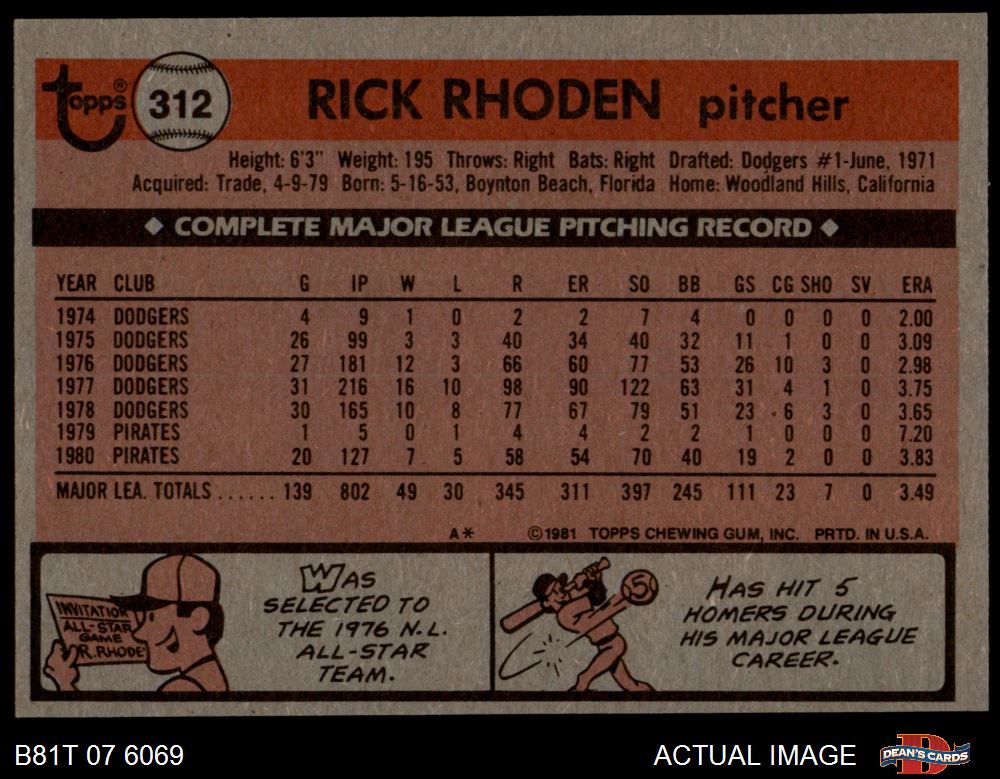 Topps® 312 RICK RHODEN pitcher
Height: 6'3" Weight: 195 Throws: Right Bats: Right Drafted: Dodgers #1-June, 1971
Acquired: Trade, 4-9-79 Born: 5-16-53, Boynton Beach, Florida Home: Woodland Hills, California
◆ COMPLETE MAJOR LEAGUE PITCHING RECORD ◆
YEAR CLUB G IP W L R ER SO BB GS CG SHO SV ERA
1974 DODGERS 4 9 1 0 2 2 7 4 0 0 0 0 2.00
1975 DODGERS 26 99 3 3 40 34 40 32 11 1 0 0 3.09
1976 DODGERS 27 181 12 3 66 60 77 53 26 10 3 0 2.98
1977 DODGERS 31 216 16 10 98 90 122 63 31 4 1 0 3.75
1978 DODGERS 30 165 10 8 77 67 79 51 23 6 3 0 3.65
1979 PIRATES 1 5 0 1 4 4 2 2 1 0 0 0 7.20
1980 PIRATES 20 127 7 5 58 54 70 40 19 2 0 0 3.83
MAJOR LEA. TOTALS ...... 139 802 49 30 345 311 397 245 111 23 7 0 3.49
A* ©1981 TOPPS CHEWING GUM, INC. PRTD. IN U.S.A.
INVITATION
ALL-STAR
GAME
R. RHODE
WAS
SELECTED TO
THE 1976 N.L.
ALL-STAR
TEAM.
5
HAS HIT 5
HOMERS DURING
HIS MAJOR LEAGUE
CAREER.
B81T 07 6069 ACTUAL IMAGE DEAN'S CARDS